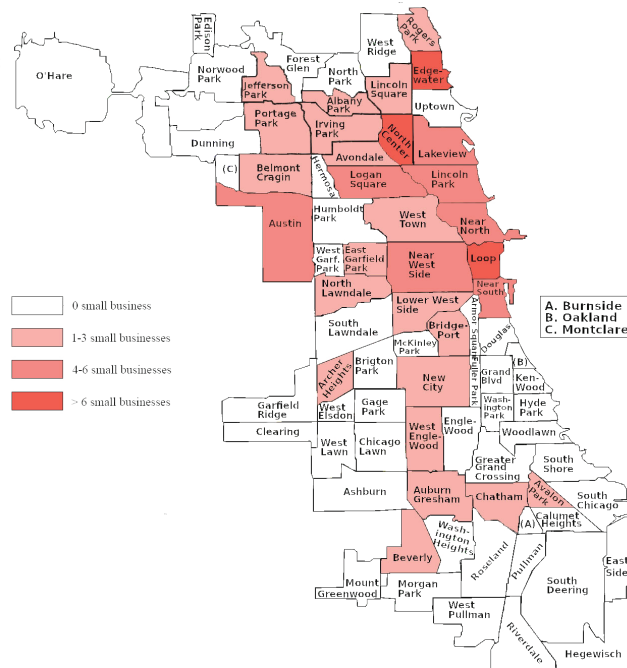 Edison
Park
Rogers
Park
West
Ridge
Forest
Glen
North
Park
Norwood
Park
O'Hare
Edge-
water
Jefferson
Park
Lincoln
Square
Albany
Park
Uptown
Portage
Park
Irving
Park
North
Center
Dunning
Avondale
Lakeview
(C)
Belmont
Cragin
Hermosa
Logan
Square
Lincoln
Park
Humboldt
Park
West
Town
Austin
Near
North
West
Garf.
Park
East
Garfield
Park
Near
West
Side
Loop
North
Lawndale
Near
South
Lower West
Side
Armor Square
South
Lawndale
Bridge-
Port
Douglas
McKinley
Park
Fuller Park
Archer
Heights
Brigton
Park
New
City
Grand
Blvd
(B)
Ken-
Wood
Garfield
Ridge
West
Elsdon
Gage
Park
Wash-
ington
Park
Hyde
Park
Clearing
West
Lawn
Chicago
Lawn
West
Engle-
Wood
Engle-
Wood
Woodlawn
Greater
Grand
Crossing
South
Shore
Ashburn
Auburn
Gresham
Chatham
Avalon
Park
South
Chicago
(A)
Calumet
Heights
Wash-
ington
Heights
Beverly
Roseland
Pullman
East
Side
Mount
Greenwood
Morgan
Park
South
Deering
West
Pullman
Riverdale
Hegewisch
0 small business
1-3 small businesses
4-6 small businesses
> 6 small businesses
A. Burnside
B. Oakland
C. Montclare